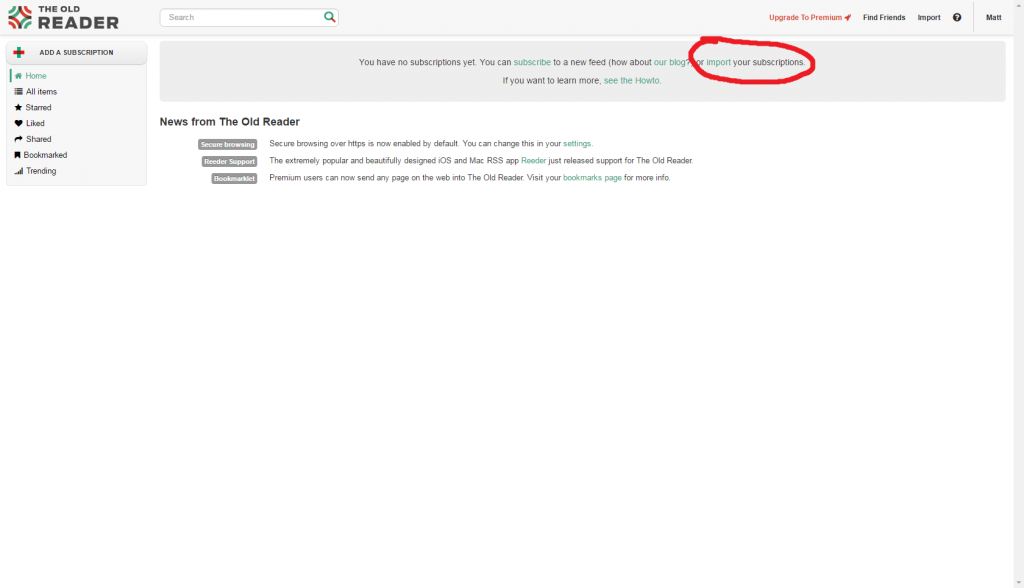 THE OLD
READER
Search
Upgrade To Premium
Find Friends
Import
?
Matt
ADD A SUBSCRIPTION
Home
All items
Starred
Liked
Shared
Bookmarked
Trending
You have no subscriptions yet. You can subscribe to a new feed (how about our blog?) or import your subscriptions.
If you want to learn more, see the Howto.
News from The Old Reader
Secure browsing Secure browsing over https is now enabled by default. You can change this in your settings.
Reeder Support The extremely popular and beautifully designed iOS and Mac RSS app Reeder just released support for The Old Reader.
Bookmarklet Premium users can now send any page on the web into The Old Reader. Visit your bookmarks page for more info.